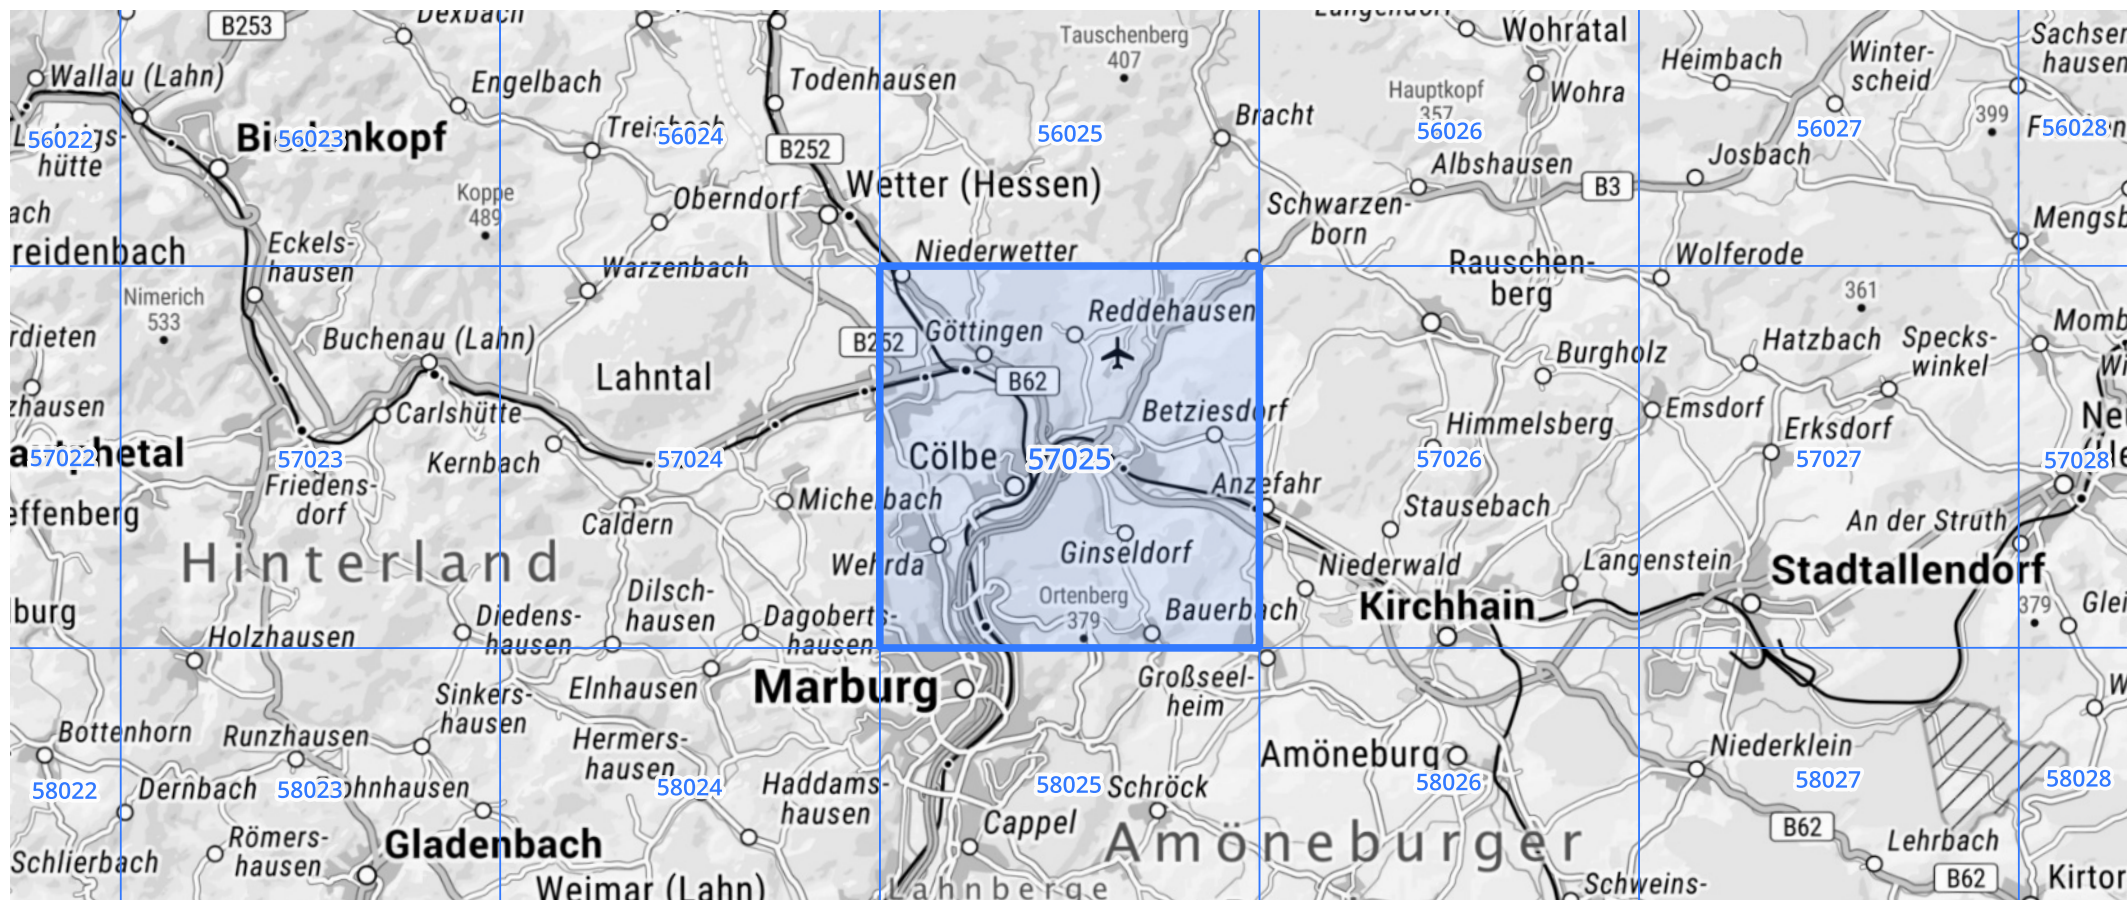 B253
Dexbach
Wohratal
Tauschenberg
407
Winter-
scheid
Heimbach
Wallau (Lahn)
Engelbach
Todenhausen
Hauptkopf
357
Wohra
Bracht
399
56022
hütte
Biedenkopf
56023
Treisbach
56024
B252
56025
56026
56027
56028
Albshausen
Josbach
B3
Wetter (Hessen)
Koppe
489
Oberndorf
Schwarzen-
born
ach
reidenbach
Eckels-
hausen
Niederwetter
Wolferode
Rauschen-
berg
Warzenbach
Nimerich
533
361
Reddehausen
Göttingen
Buchenau (Lahn)
B252
rdieten
Hatzbach
Specks-
winkel
Burgholz
Lahntal
B62
zhausen
Carlshütte
Betziesdorf
Himmelsberg
Emsdorf
Erksdorf
57022
57023
Kernbach
57024
Cölbe
57025
57026
57027
57028
Friedens-
dorf
Anzefahr
Michelbach
Stausebach
effenberg
Caldern
An der Struth
Hinterland
Wehrda
Ginseldorf
Niederwald
Langenstein
Stadtallendorf
Dilsch-
hausen
Ortenberg
379
Bauerbach
Kirchhain
379
lburg
Diedens-
hausen
Dagoberts-
hausen
Holzhausen
Marburg
Elnhausen
Großseel-
heim
Sinkers-
hausen
Bottenhorn
Runzhausen
Hermers-
hausen
Amöneburg
Niederklein
58022
Dernbach
58023
58024
Haddams-
hausen
58025
Schröck
58026
58027
58028
Cappel
B62
Römers-
hausen
Gladenbach
Amöneburger
Lehrbach
Schlierbach
Weimar (Lahn)
Lahnberge
Schweins-
B62
Kirtor